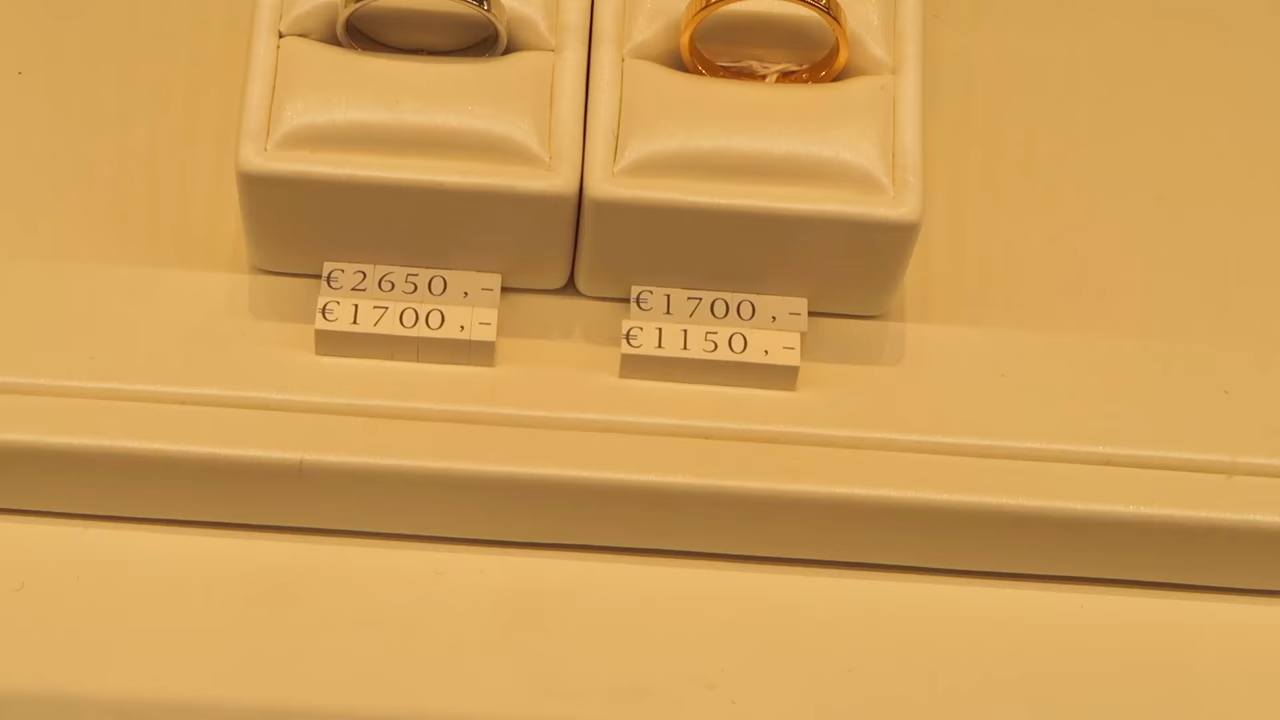 €2650,-
€1700,-
€1700,-
€1150,-